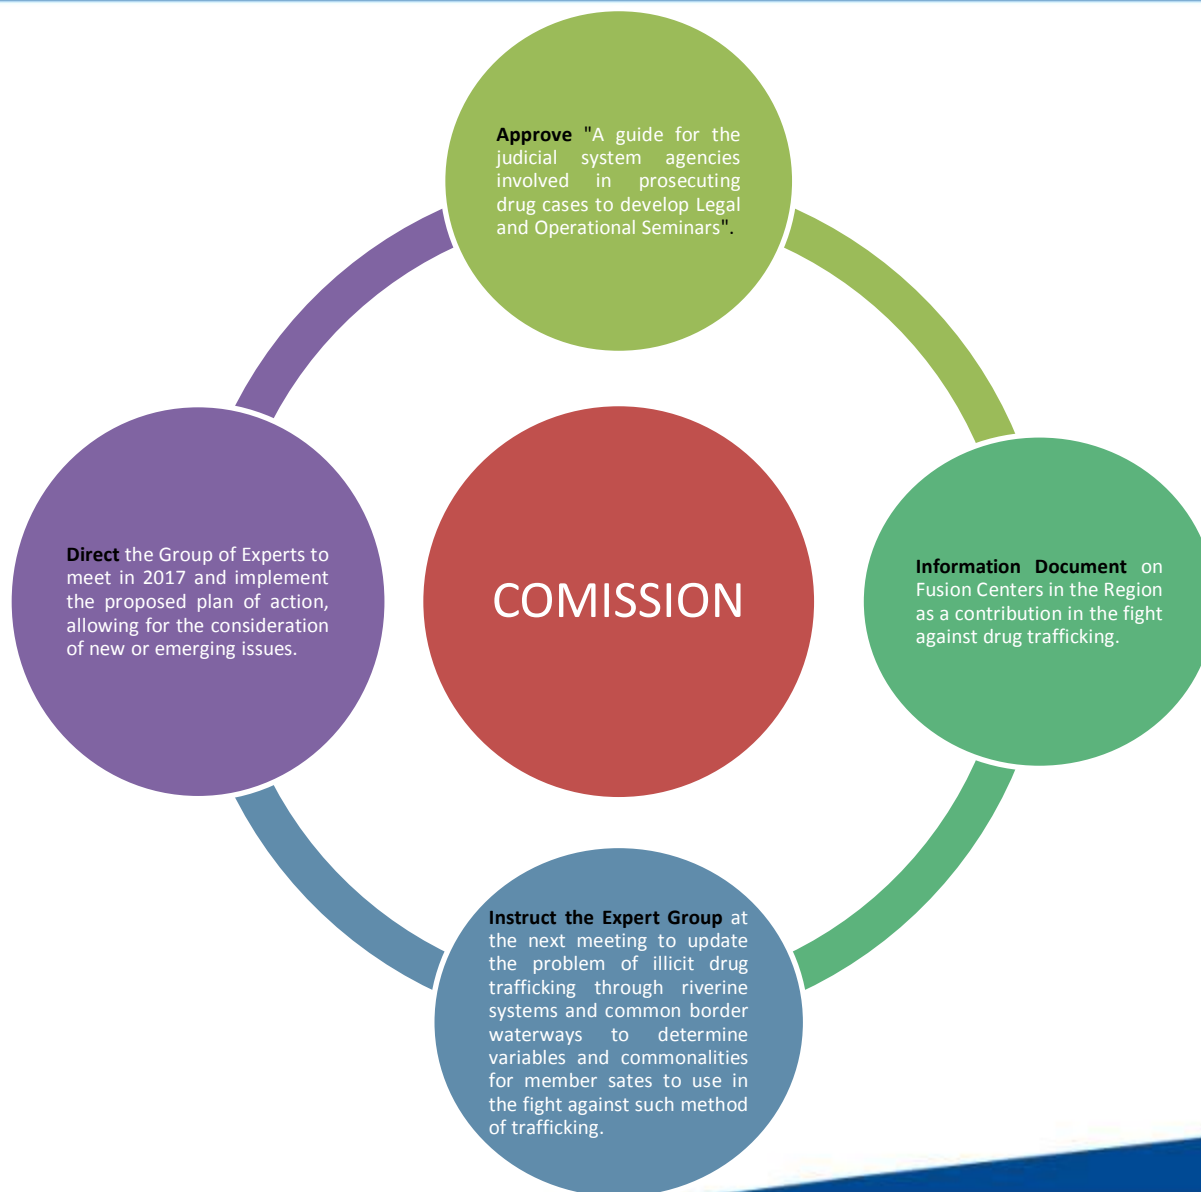 Approve "A guide for the
judicial system agencies
involved in prosecuting
drug cases to develop Legal
and Operational Seminars".
Information Document on
Fusion Centers in the Region
as a contribution in the fight
against drug trafficking.
Instruct the Expert Group at
the next meeting to update
the problem of illicit drug
trafficking through riverine
systems and common border
waterways to determine
variables and commonalities
for member sates to use in
the fight against such method
of trafficking.
Direct the Group of Experts to
meet in 2017 and implement
the proposed plan of action,
allowing for the consideration
of new or emerging issues.
COMISSION